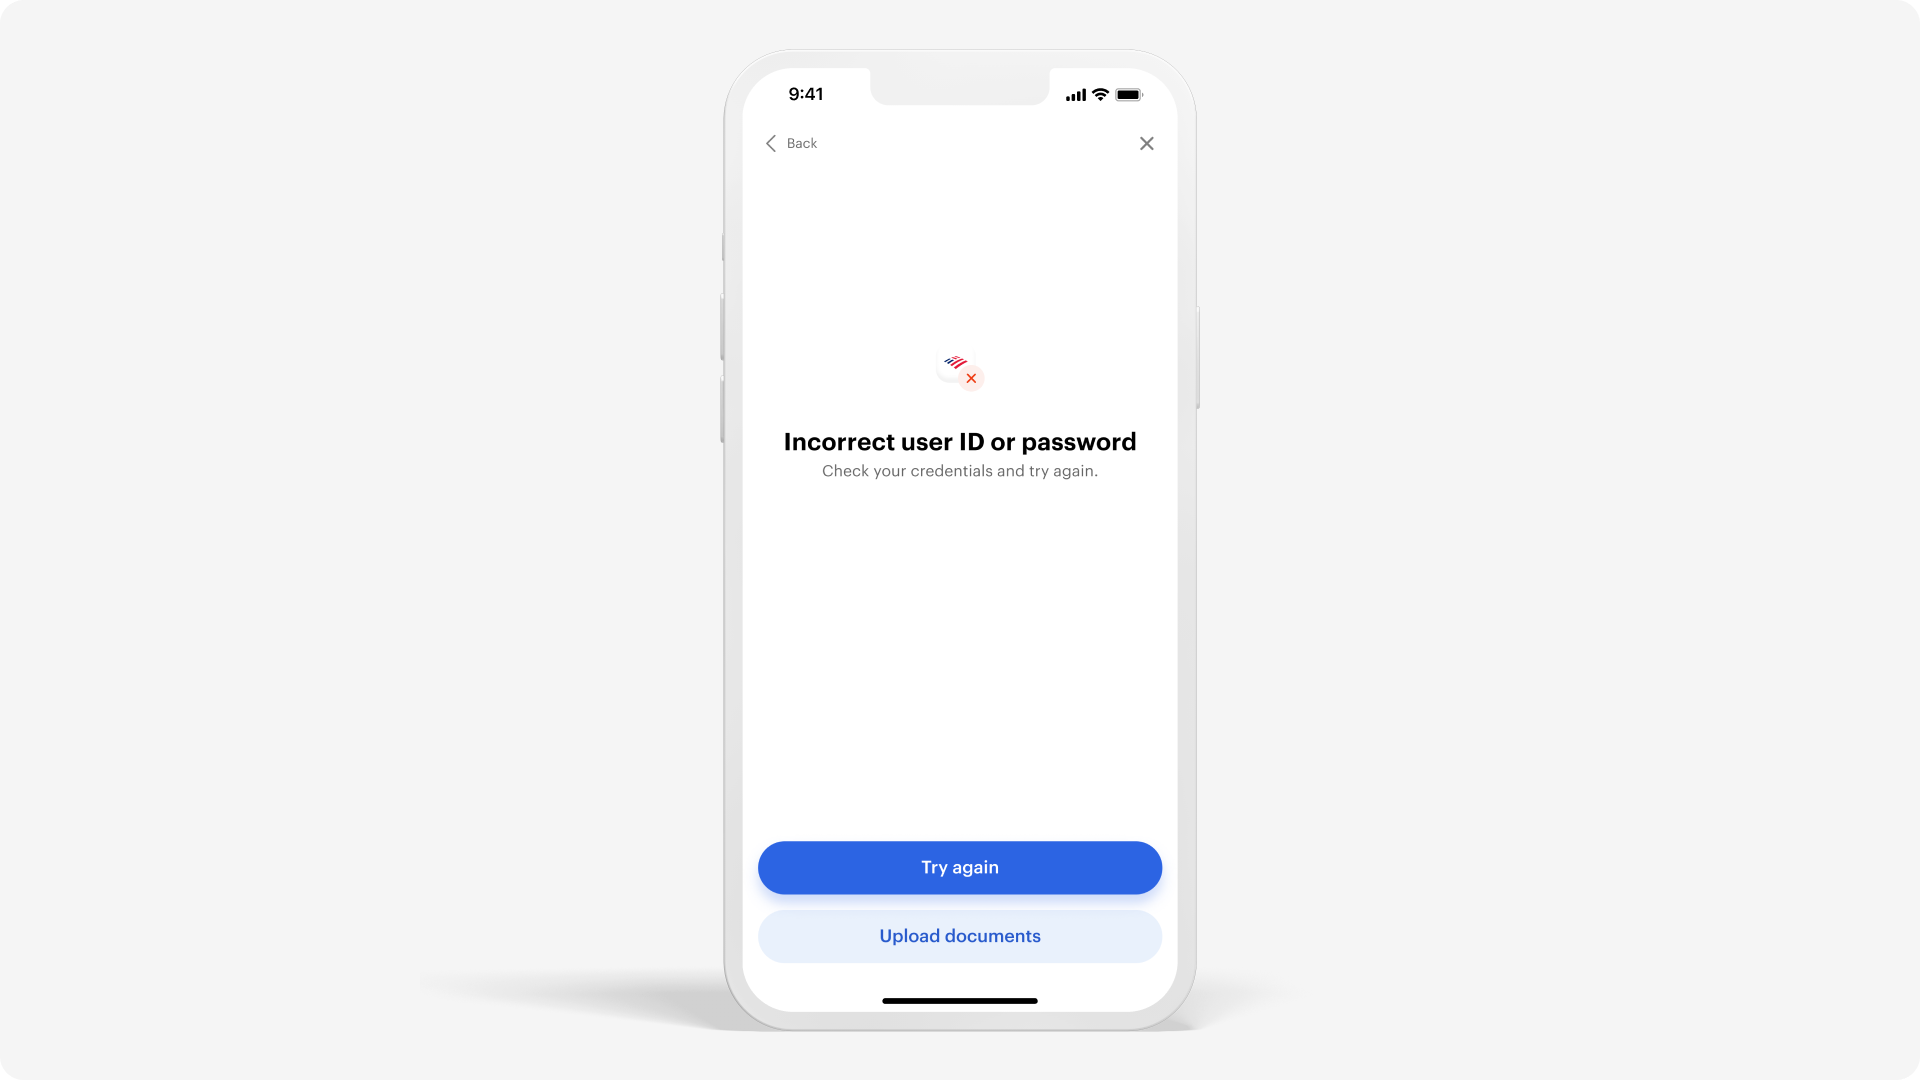 9:41
Back
Incorrect user ID or password
Check your credentials and try again.
Try again
Upload documents